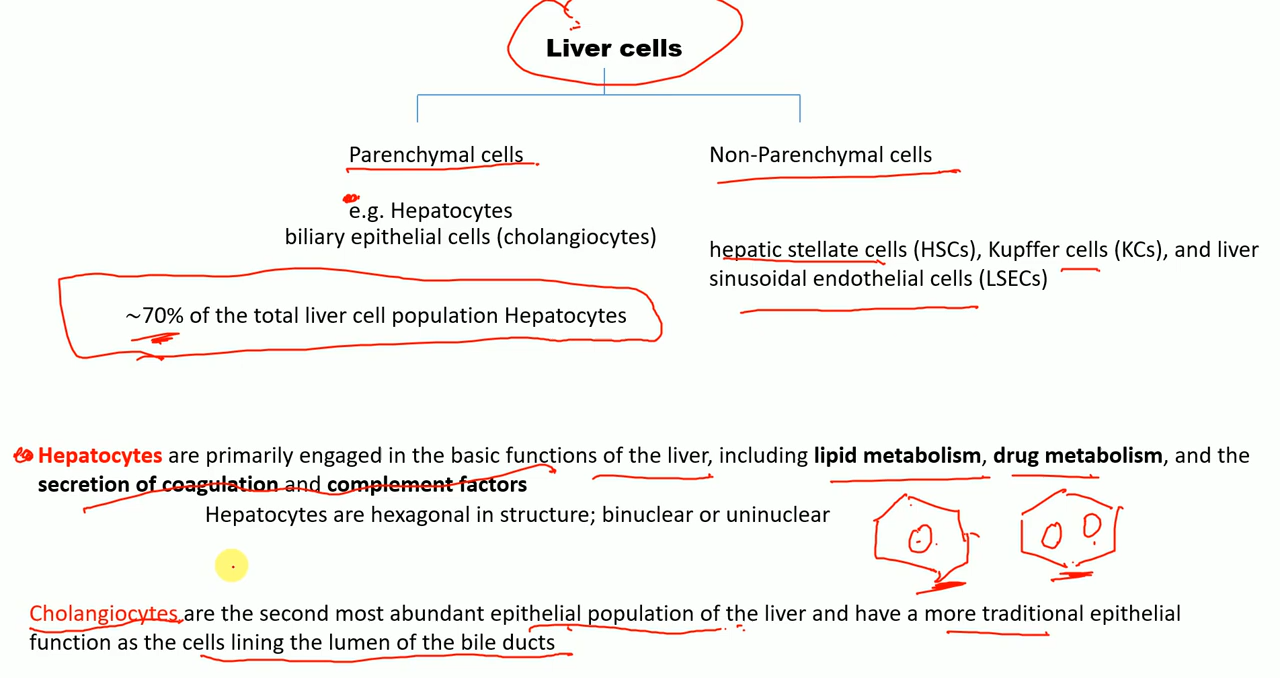 Liver cells
Parenchymal cells
Non-Parenchymal cells
e.g. Hepatocytes
biliary epithelial cells (cholangiocytes)
hepatic stellate cells (HSCs), Kupffer cells (KCs), and liver
sinusoidal endothelial cells (LSECs)
~70% of the total liver cell population Hepatocytes
Hepatocytes are primarily engaged in the basic functions of the liver, including lipid metabolism, drug metabolism, and the
secretion of coagulation and complement factors
Hepatocytes are hexagonal in structure; binuclear or uninuclear
Cholangiocytes are the second most abundant epithelial population of the liver and have a more traditional epithelial
function as the cells lining the lumen of the bile ducts